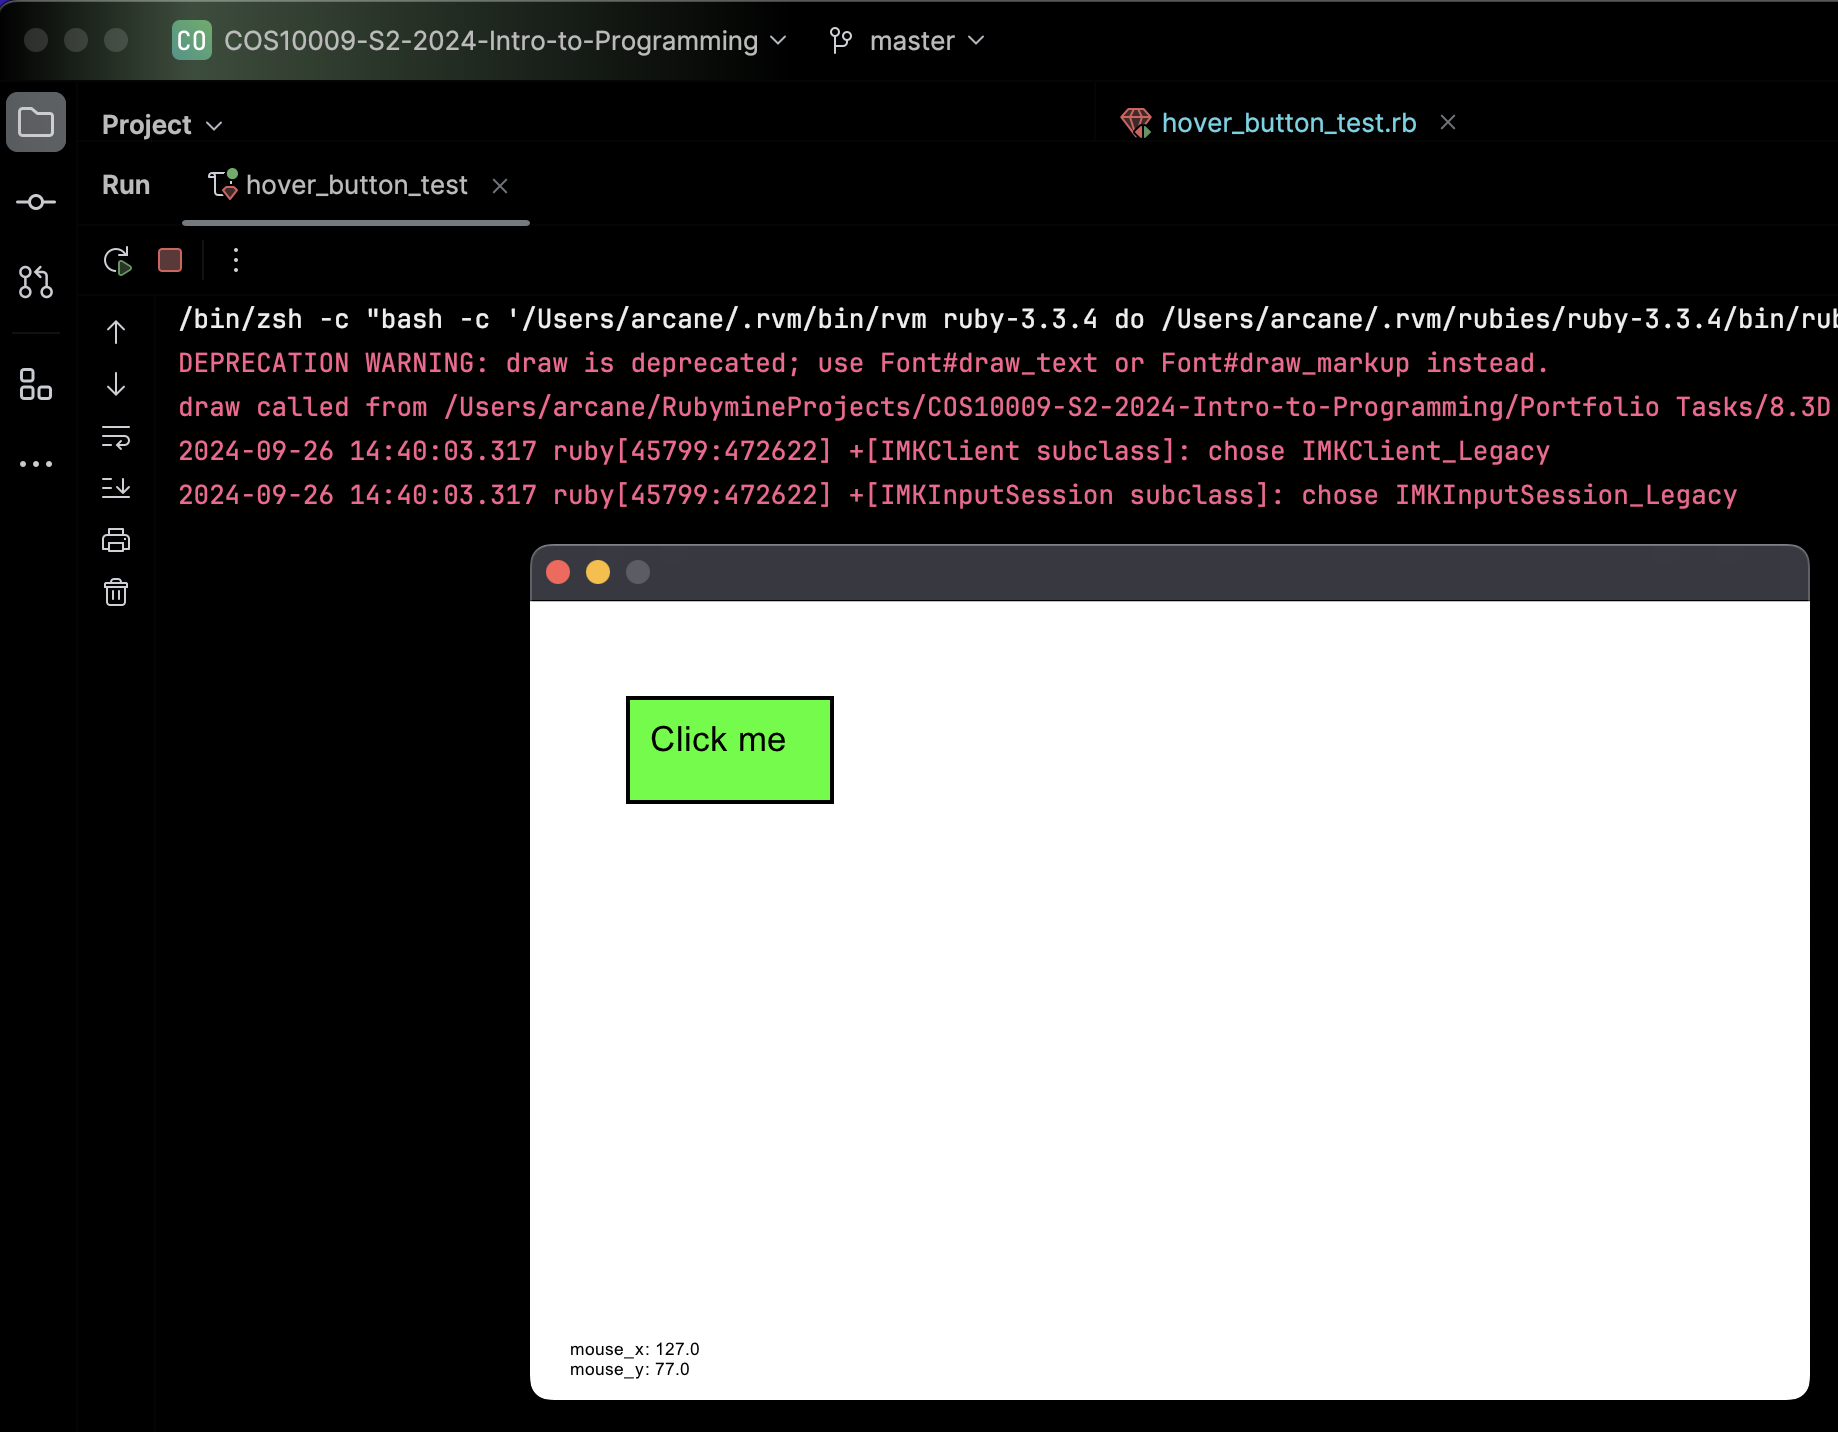 CO COS10009-S2-2024-Intro-to-Programming master
Project
hover_button_test.rb
Run hover_button_test
/bin/zsh -c "bash -c '/Users/arcane/.rvm/bin/rvm ruby-3.3.4 do /Users/arcane/.rvm/rubies/ruby-3.3.4/bin/rub
DEPRECATION WARNING: draw is deprecated; use Font#draw_text or Font#draw_markup instead.
draw called from /Users/arcane/RubymineProjects/COS10009-S2-2024-Intro-to-Programming/Portfolio Tasks/8.3D
2024-09-26 14:40:03.317 ruby[45799:472622] +[IMKClient subclass]: chose IMKClient_Legacy
2024-09-26 14:40:03.317 ruby[45799:472622] +[IMKInputSession subclass]: chose IMKInputSession_Legacy
Click me
mouse_x: 127.0
mouse_y: 77.0